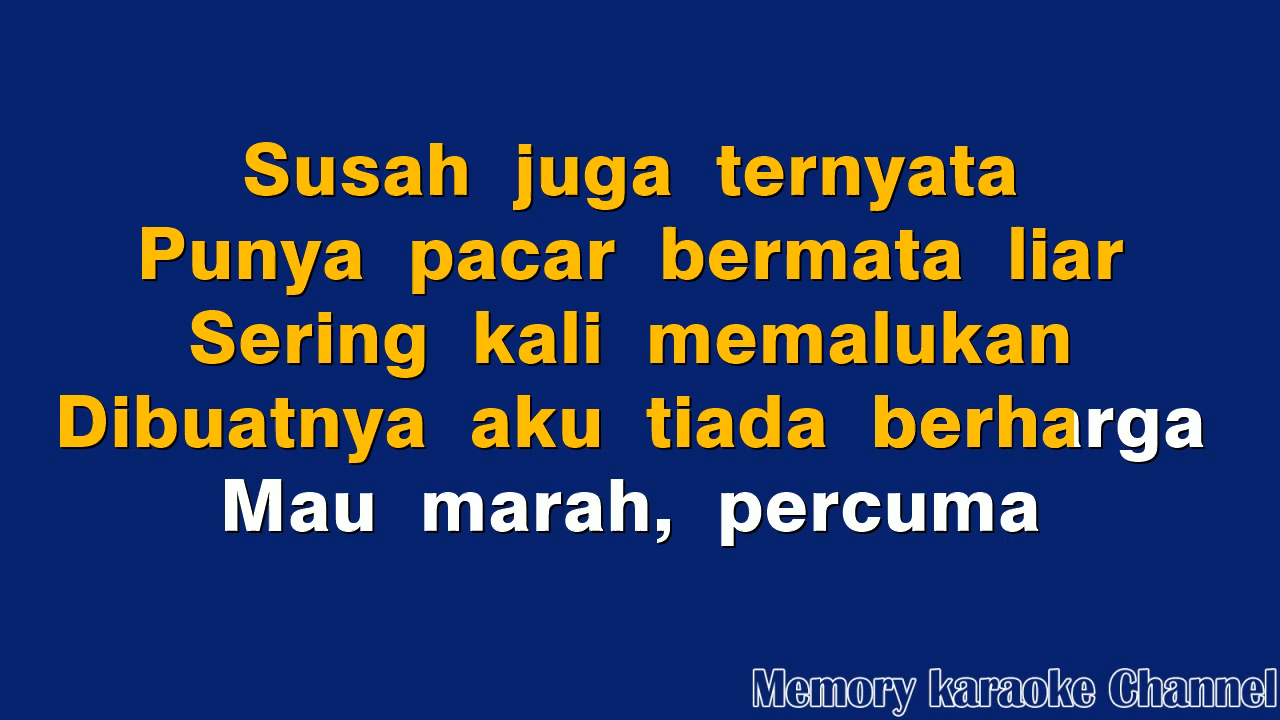 Susah juga ternyata
Punya pacar bermata liar
Sering kali memalukan
Dibuatnya aku tiada berharga
Mau marah, percuma
Memory karaoke Channel